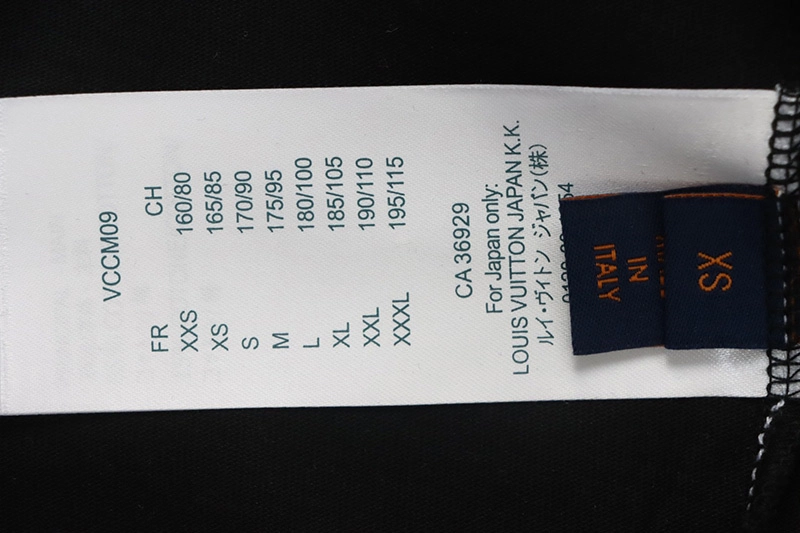 VCCM09
FR CH
XXS 160/80
XS 165/85
S 170/90
M 175/95
L 180/100
XL 185/105
XXL 190/110
XXXL 195/115
CA 36929
For Japan only:
LOUIS VUITTON JAPAN K.K.
ルイ・ヴィトン ジャパン(株)
IN
ITALY
XS